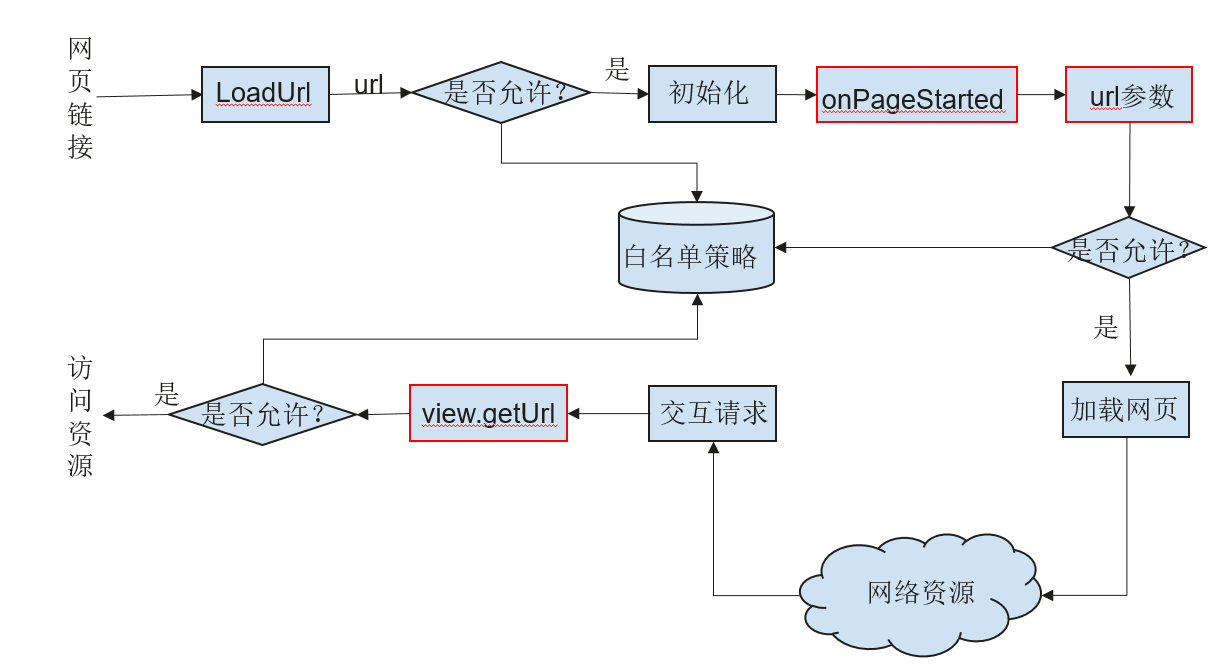 网页链接
LoadUrl
url
是否允许？
是
初始化
onPageStarted
url参数
白名单策略
是否允许？
是
访问资源
是
是否允许？
view.getUrl
交互请求
加载网页
网络资源